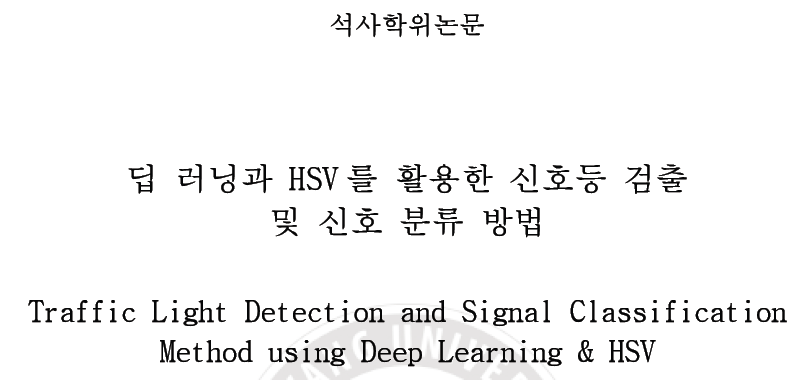 석사학위논문
딥 러닝과 HSV를 활용한 신호등 검출
및 신호 분류 방법
Traffic Light Detection and Signal Classification
Method using Deep Learning & HSV